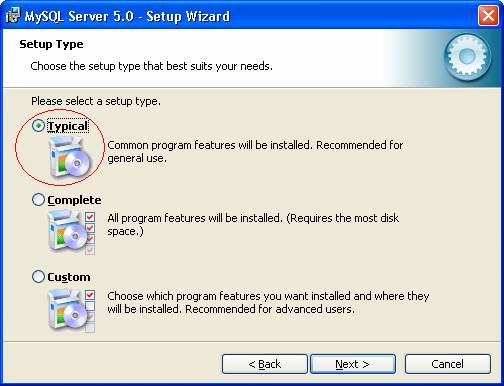 MySQL Server 5.0 - Setup Wizard
Setup Type
Choose the setup type that best suits your needs.
Please select a setup type.
Typical
Common program features will be installed. Recommended for
general use.
Complete
All program features will be installed. (Requires the most disk
space.)
Custom
Choose which program features you want installed and where they
will be installed. Recommended for advanced users.
< Back
Next >
Cancel